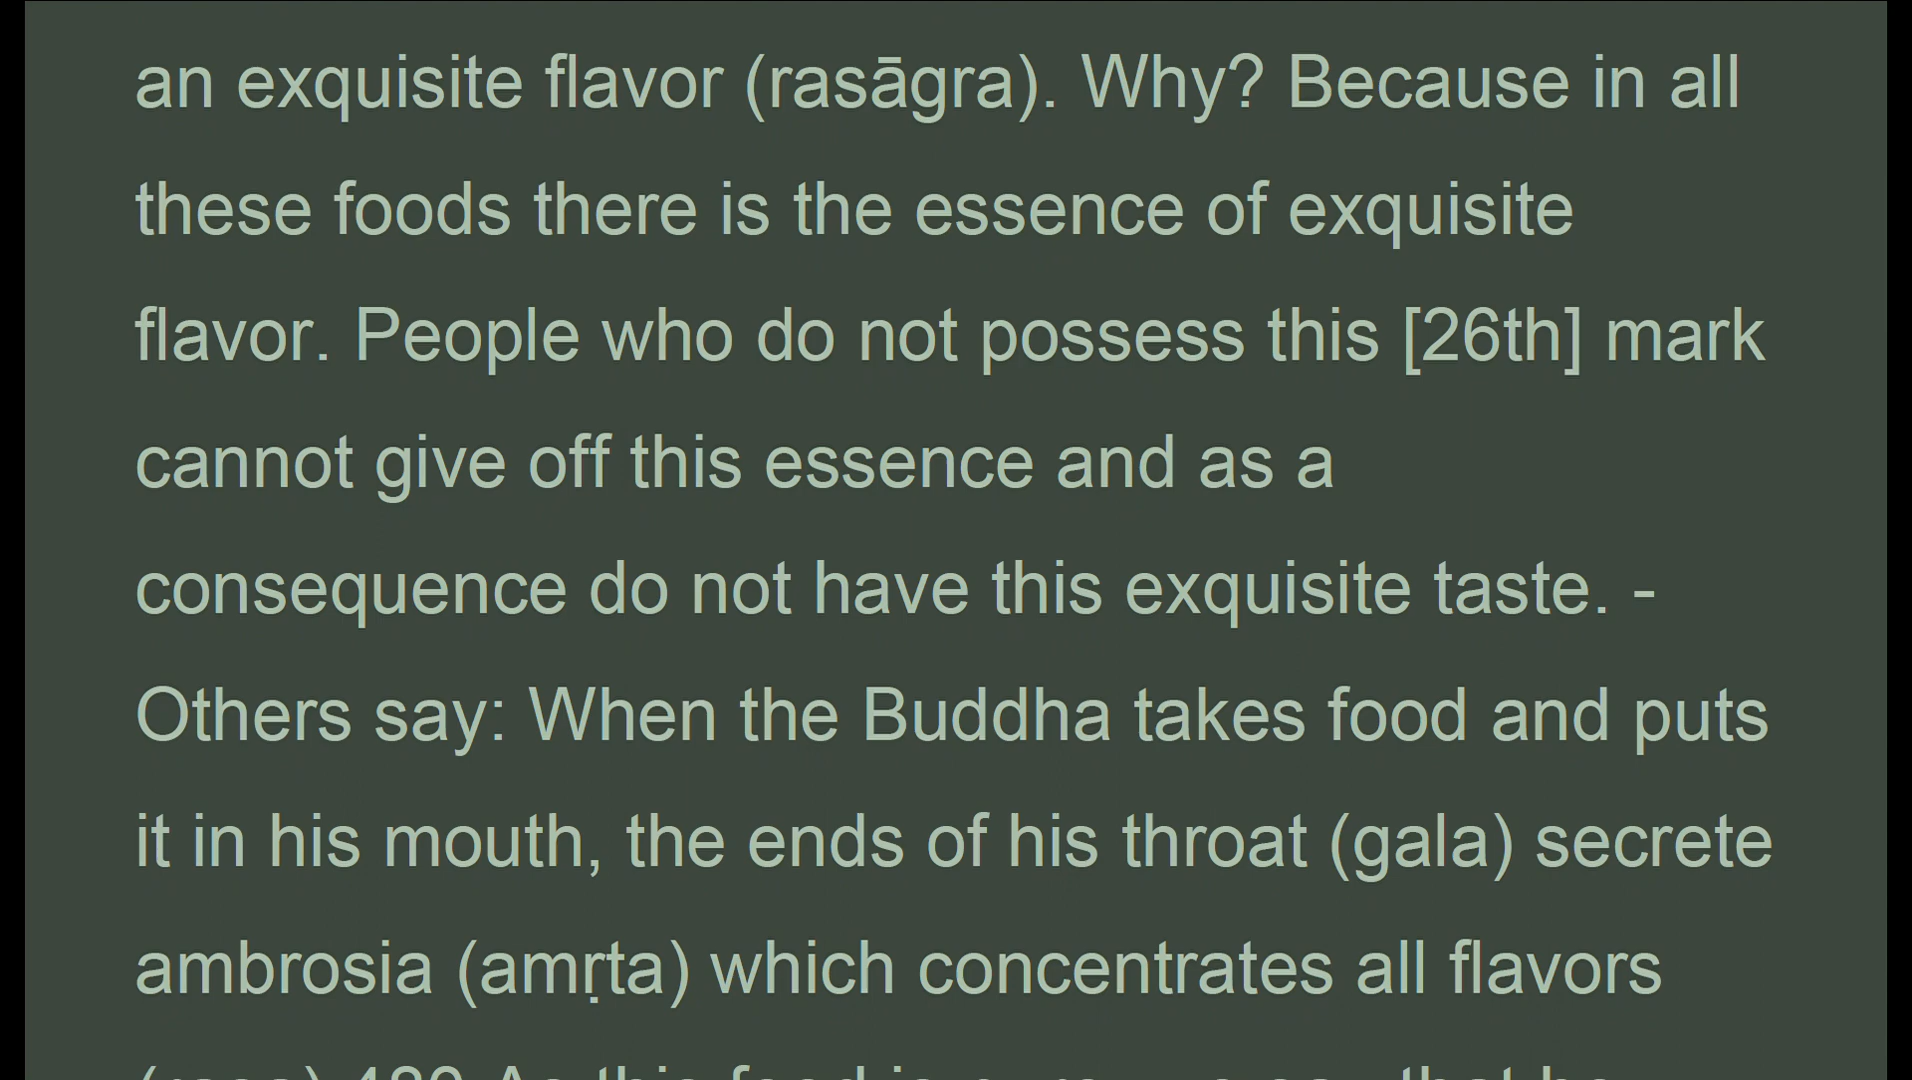 an exquisite flavor (rasāgra). Why? Because in all
these foods there is the essence of exquisite
flavor. People who do not possess this [26th] mark
cannot give off this essence and as a
consequence do not have this exquisite taste. -
Others say: When the Buddha takes food and puts
it in his mouth, the ends of his throat (gala) secrete
ambrosia (amṛta) which concentrates all flavors